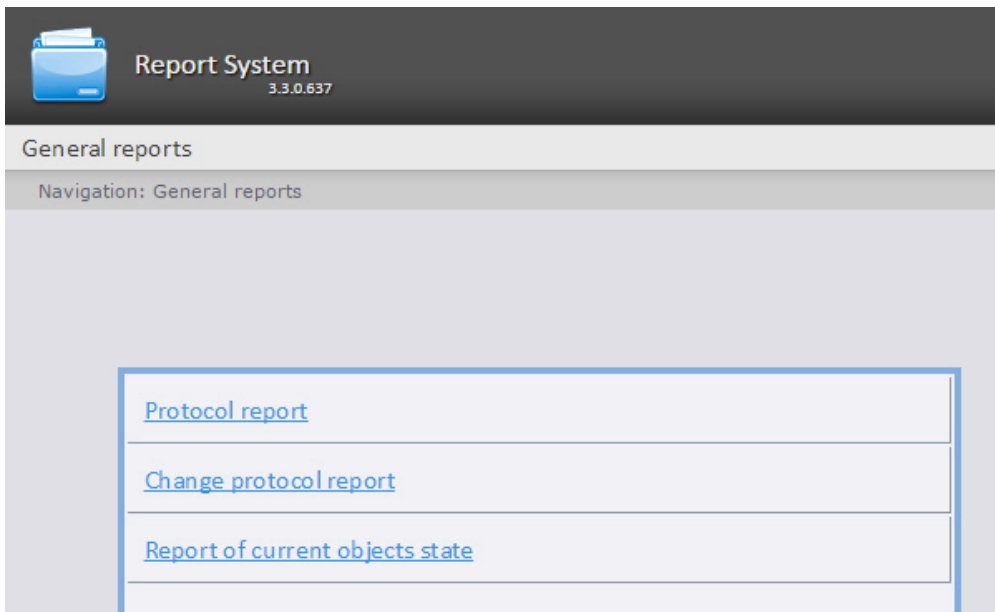 Report System
3.3.0.637
General reports
Navigation: General reports
Protocol report
Change protocol report
Report of current objects state